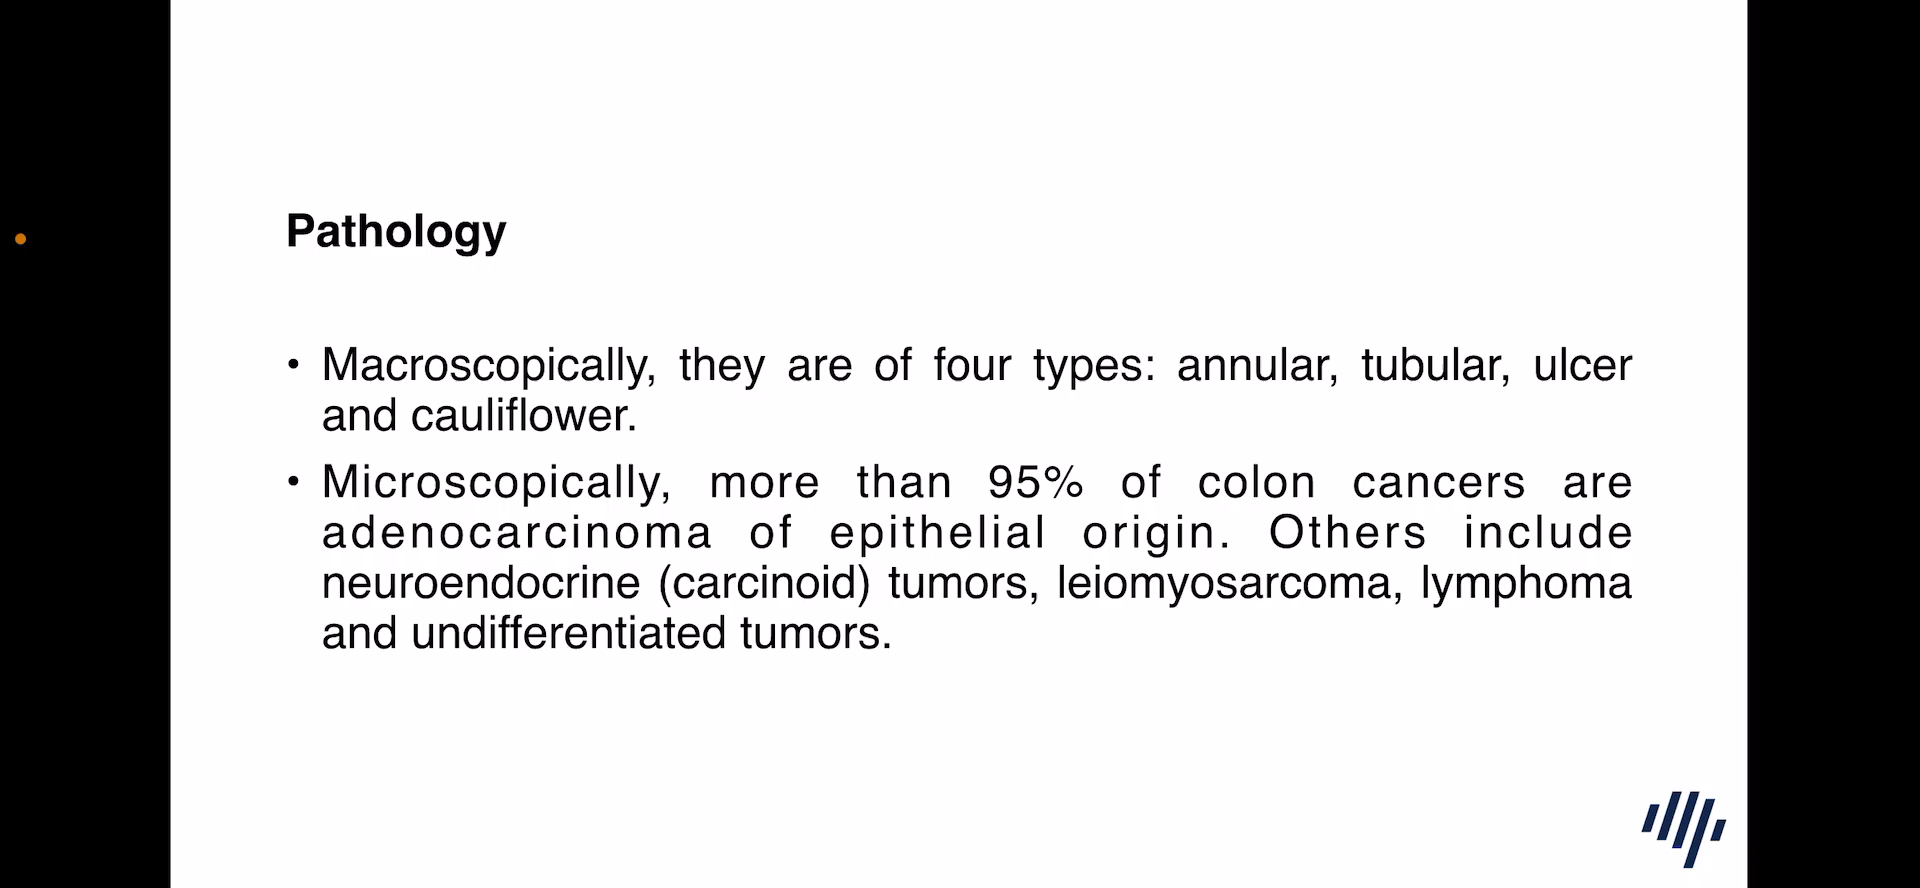 Pathology
• Macroscopically, they are of four types: annular, tubular, ulcer
and cauliflower.
• Microscopically, more than 95% of colon cancers are
adenocarcinoma of epithelial origin. Others include
neuroendocrine (carcinoid) tumors, leiomyosarcoma, lymphoma
and undifferentiated tumors.